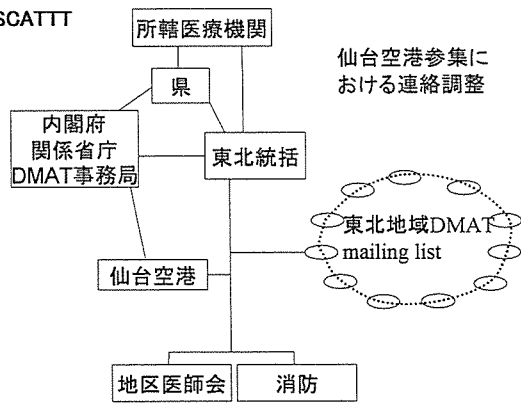 SCATTT
所轄医療機関
仙台空港参集に
おける連絡調整
県
内閣府
関係省庁
DMAT事務局
東北統括
東北地域DMAT
mailing list
仙台空港
地区医師会
消防